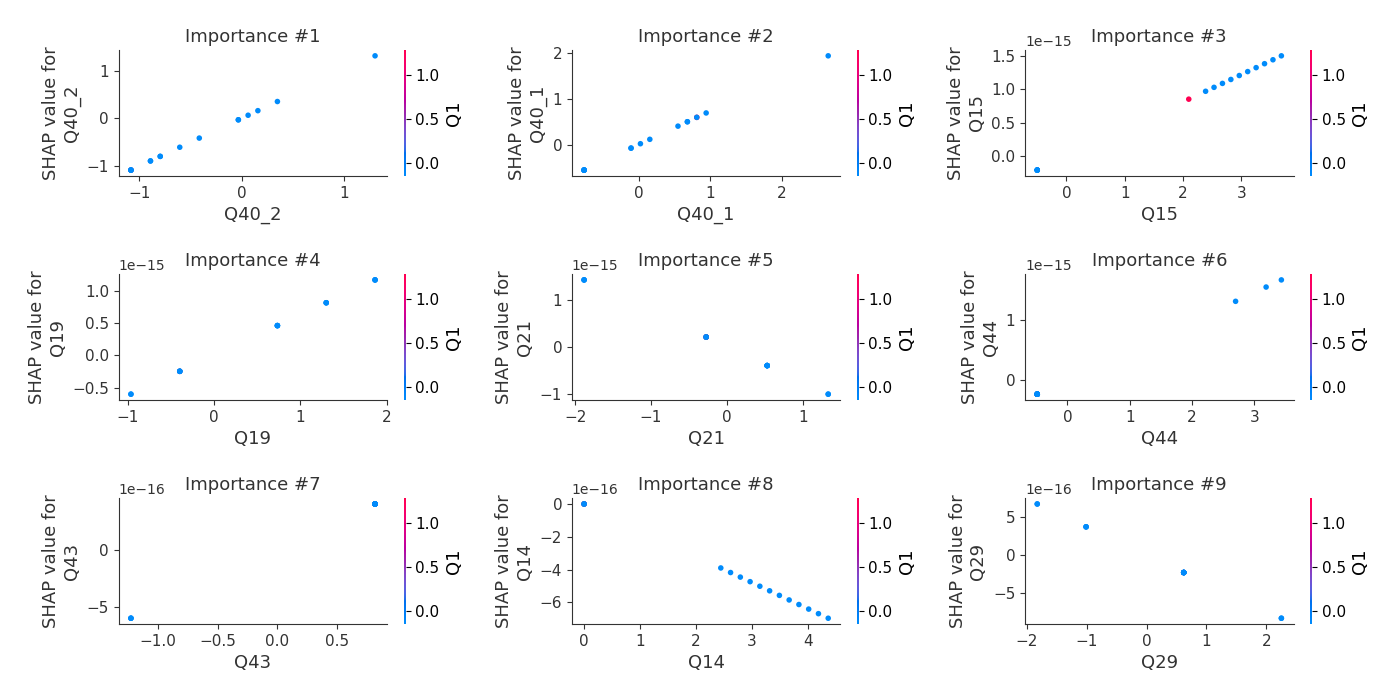 Importance #1
SHAP value for
Q40_2
1
0
−1
−1
0
1
Q40_2
1.0
0.5
0.0
Q1
Importance #2
SHAP value for
Q40_1
2
1
0
0
1
2
Q40_1
1.0
0.5
0.0
Q1
1e−15
Importance #3
SHAP value for
Q15
1.5
1.0
0.5
0.0
0
1
2
3
Q15
1.0
0.5
0.0
Q1
1e−15
Importance #4
SHAP value for
Q19
1.0
0.5
0.0
−0.5
−1
0
1
2
Q19
1.0
0.5
0.0
Q1
1e−15
Importance #5
SHAP value for
Q21
1
0
−1
−2
−1
0
1
Q21
1.0
0.5
0.0
Q1
1e−15
Importance #6
SHAP value for
Q44
1
0
0
1
2
3
Q44
1.0
0.5
0.0
Q1
1e−16
Importance #7
SHAP value for
Q43
0
−5
−1.0
−0.5
0.0
0.5
Q43
1.0
0.5
0.0
Q1
1e−16
Importance #8
SHAP value for
Q14
0
−2
−4
−6
0
1
2
3
4
Q14
1.0
0.5
0.0
Q1
1e−16
Importance #9
SHAP value for
Q29
5
0
−5
−2
−1
0
1
2
Q29
1.0
0.5
0.0
Q1